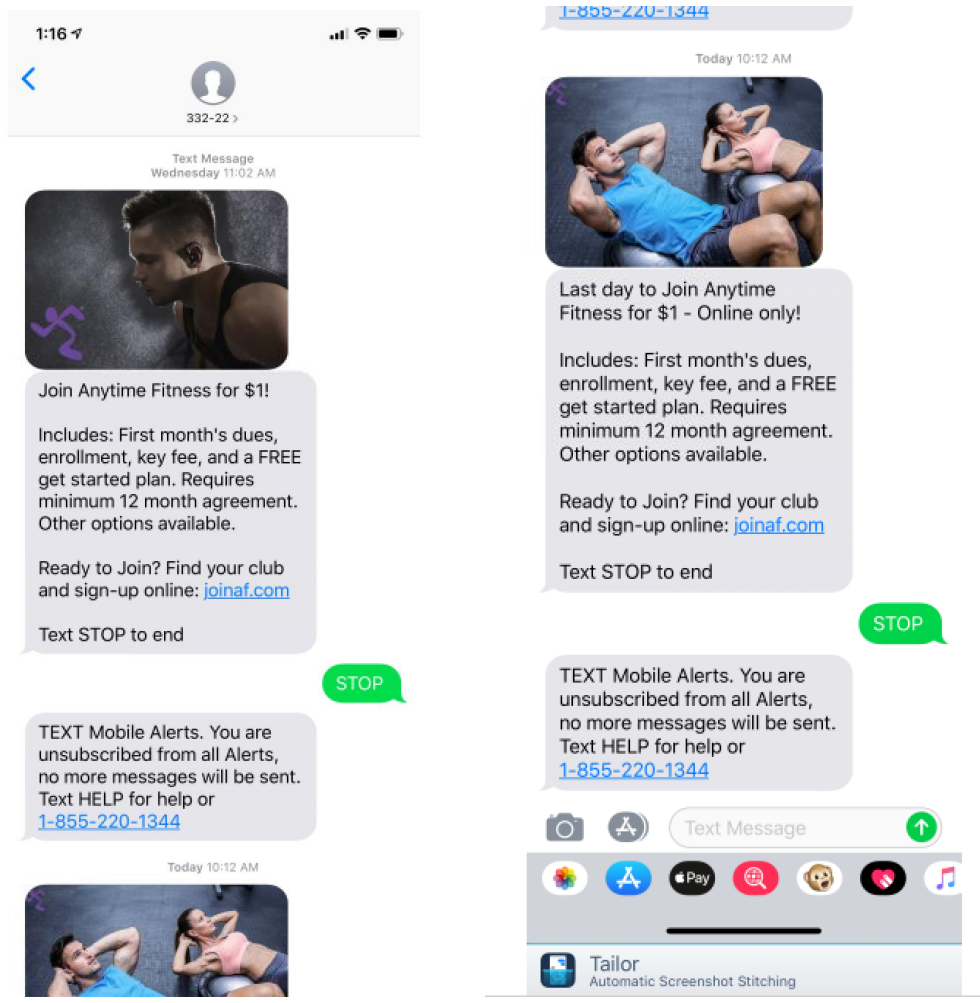 1:16
332-22 >
Text Message
Wednesday 11:02 AM
Join Anytime Fitness for $1!
Includes: First month's dues,
enrollment, key fee, and a FREE
get started plan. Requires
minimum 12 month agreement.
Other options available.
Ready to Join? Find your club
and sign-up online: joinaf.com
Text STOP to end
STOP
TEXT Mobile Alerts. You are
unsubscribed from all Alerts,
no more messages will be sent.
Text HELP for help or
1-855-220-1344
Today 10:12 AM
1-855-220-1344
Today 10:12 AM
Last day to Join Anytime
Fitness for $1 - Online only!
Includes: First month's dues,
enrollment, key fee, and a FREE
get started plan. Requires
minimum 12 month agreement.
Other options available.
Ready to Join? Find your club
and sign-up online: joinaf.com
Text STOP to end
STOP
TEXT Mobile Alerts. You are
unsubscribed from all Alerts,
no more messages will be sent.
Text HELP for help or
1-855-220-1344
Text Message
Pay
Tailor
Automatic Screenshot Stitching